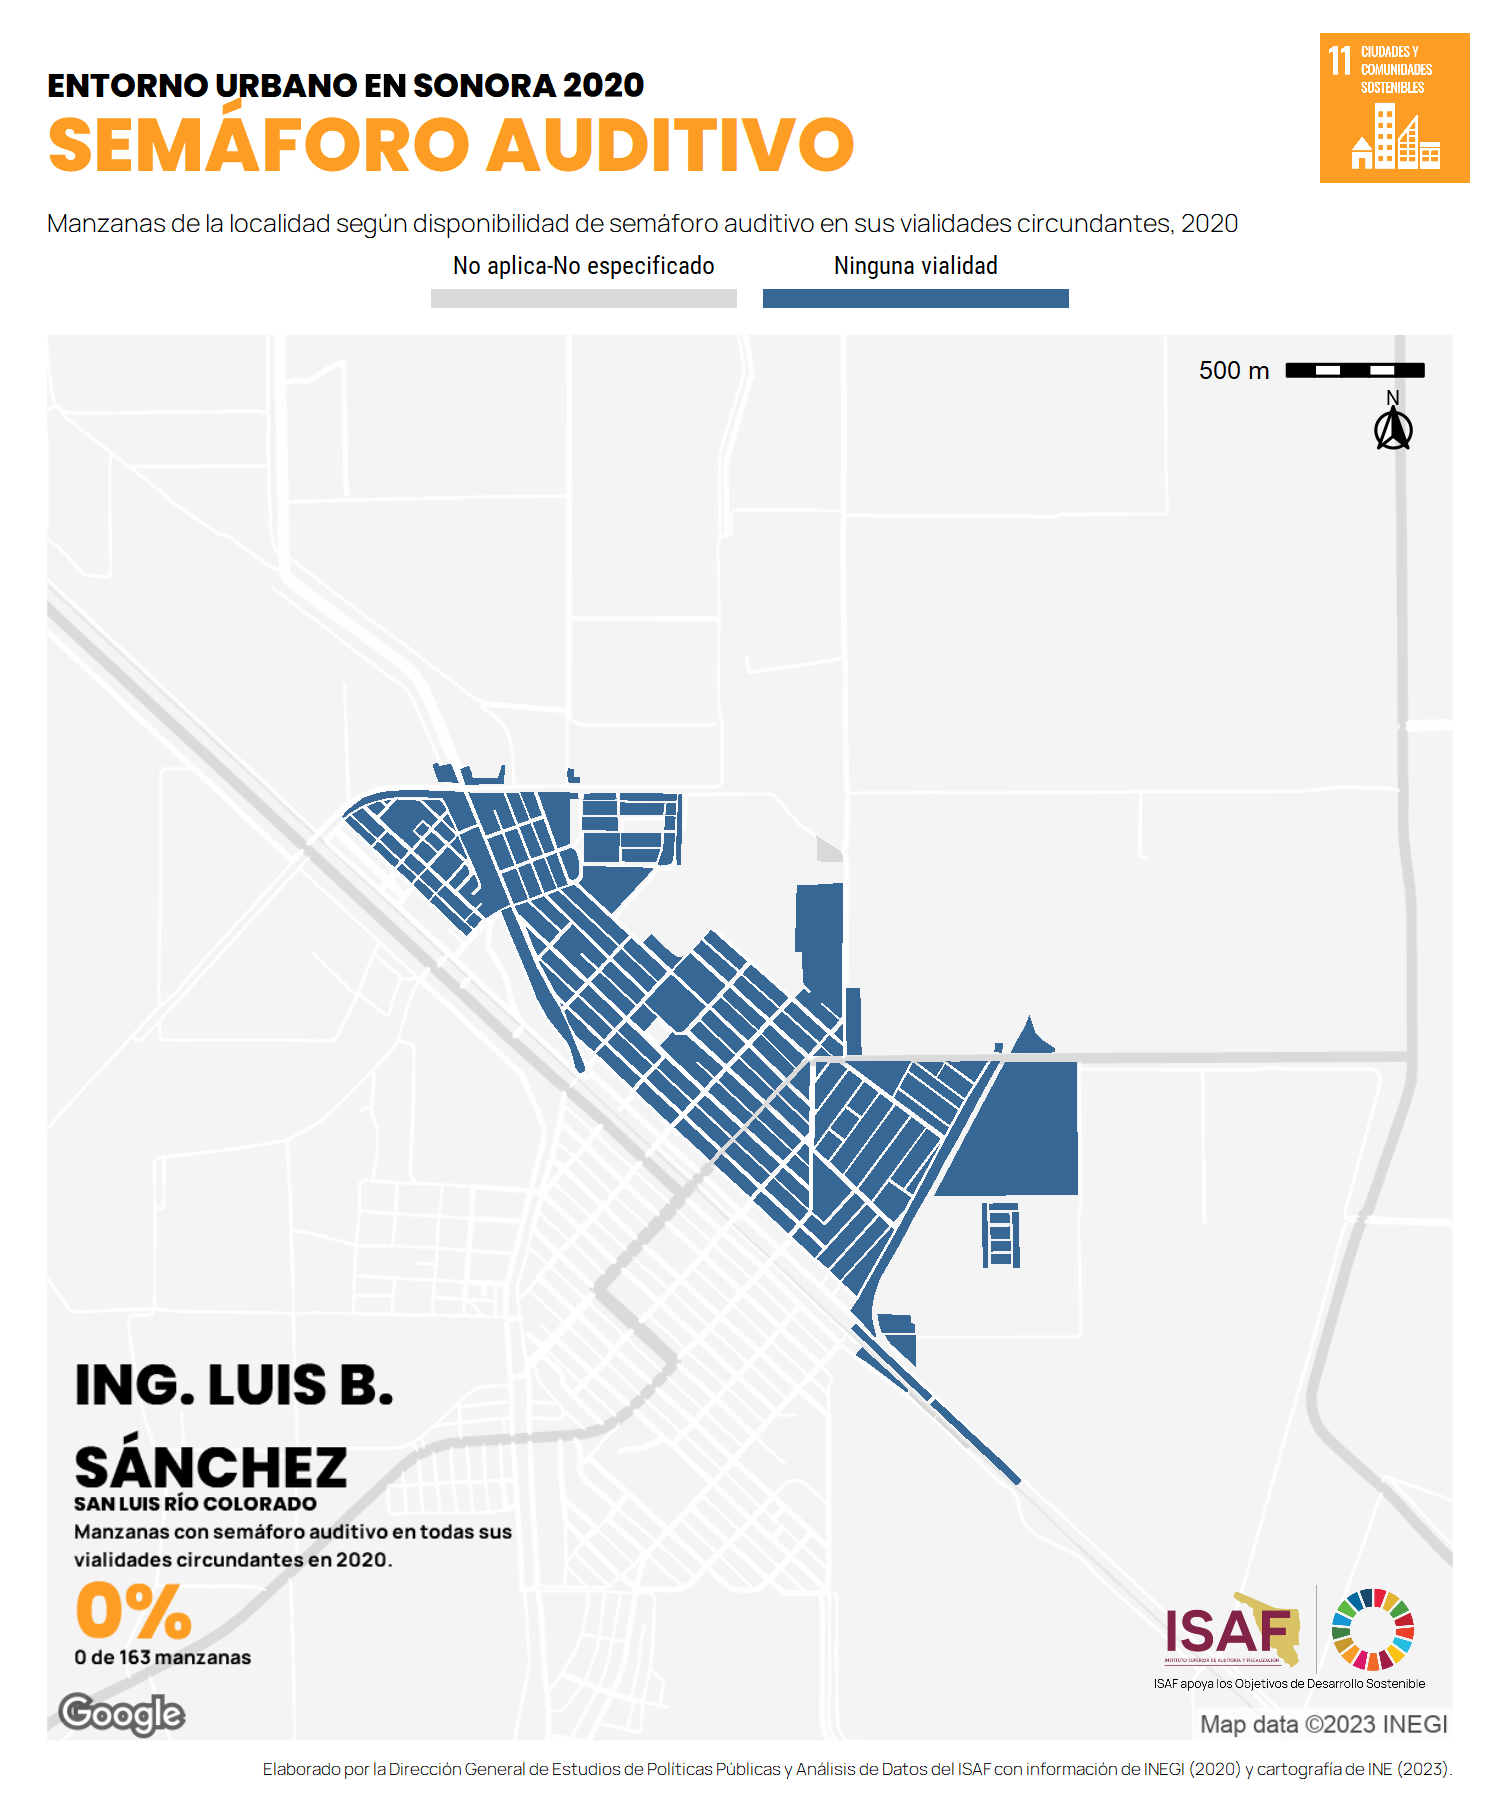 ENTORNO URBANO EN SONORA 2020
SEMÁFORO AUDITIVO
11 CIUDADES Y
COMUNIDADES
SOSTENIBLES
Manzanas de la localidad según disponibilidad de semáforo auditivo en sus vialidades circundantes, 2020
No aplica-No especificado
Ninguna vialidad
500 m
N
ING. LUIS B.
SÁNCHEZ
SAN LUIS RÍO COLORADO
Manzanas con semáforo auditivo en todas sus
vialidades circundantes en 2020.
0%
0 de 163 manzanas
Google
ISAF
INSTITUTO SUPERIOR DE AUDITORÍA Y FISCALIZACIÓN
ISAF apoya los Objetivos de Desarrollo Sostenible
Map data ©2023 INEGI
Elaborado por la Dirección General de Estudios de Políticas Públicas y Análisis de Datos del ISAF con información de INEGI (2020) y cartografía de INE (2023).